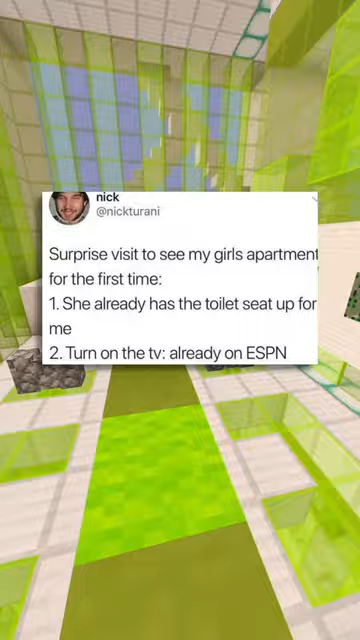 nick
@nickturani
Surprise visit to see my girls apartment
for the first time:
1. She already has the toilet seat up for
me
2. Turn on the tv: already on ESPN